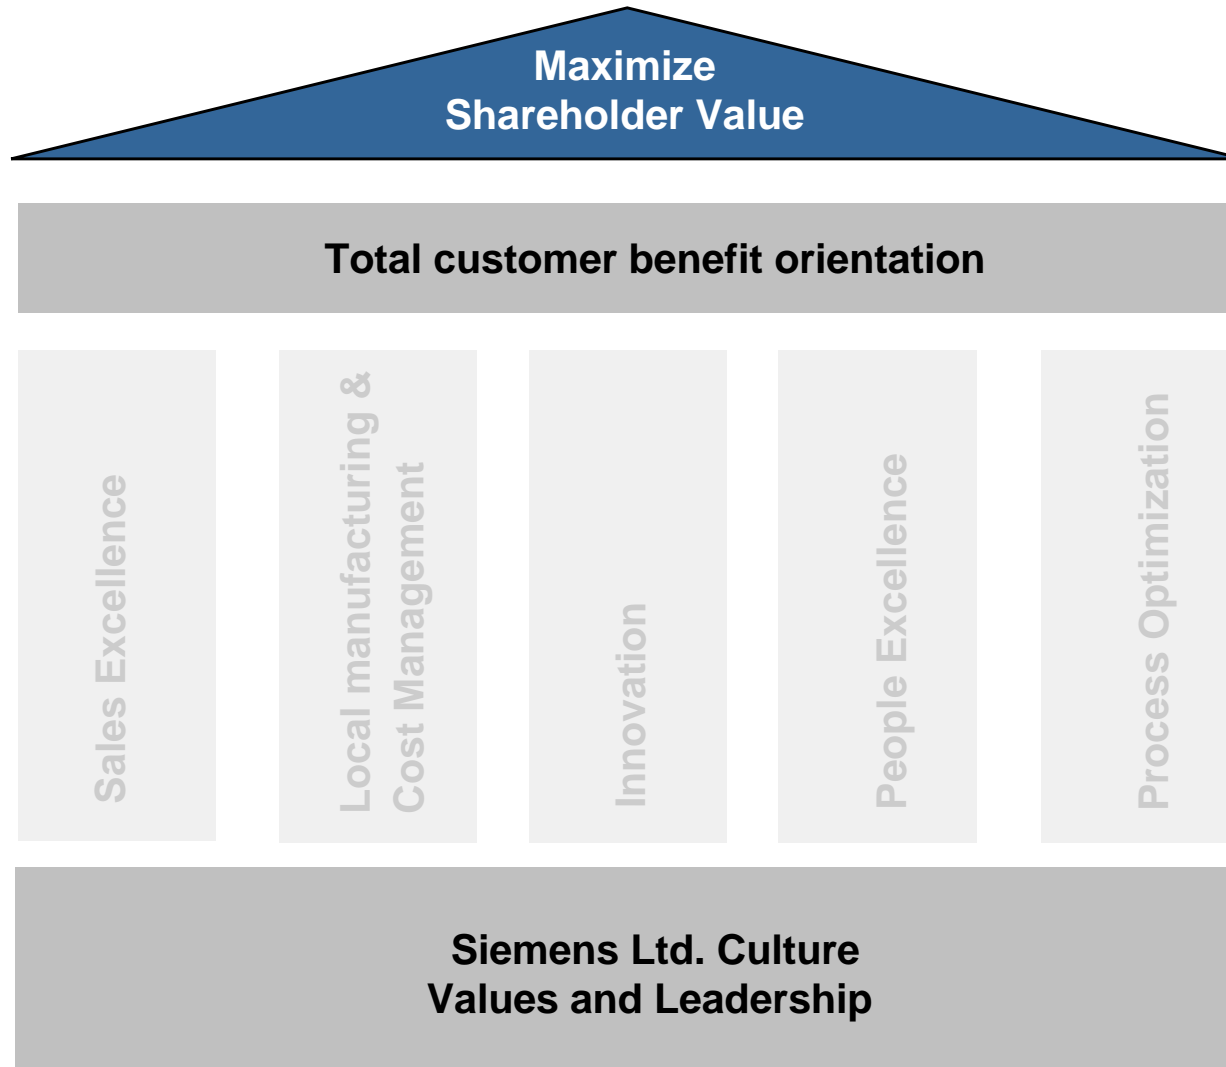 Maximize
Shareholder Value
Total customer benefit orientation
Sales Excellence
Local manufacturing &
Cost Management
Innovation
People Excellence
Process Optimization
Siemens Ltd. Culture
Values and Leadership